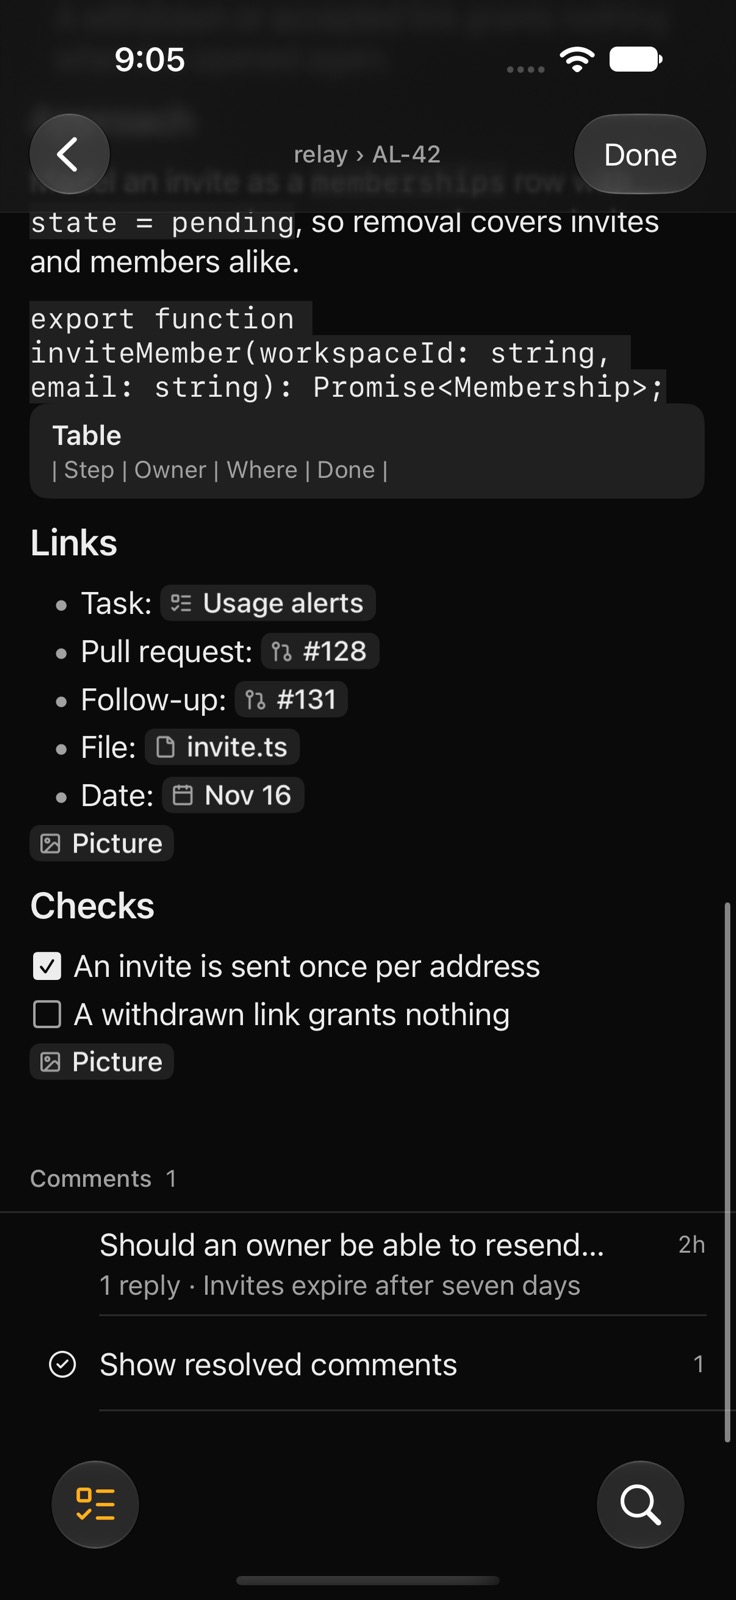 9:05
relay › AL-42
Done
state = pending, so removal covers invites
and members alike.
export function
inviteMember(workspaceId: string,
email: string): Promise<Membership>;
Table
| Step | Owner | Where | Done |
Links
Task: Usage alerts
Pull request: #128
Follow-up: #131
File: invite.ts
Date: Nov 16
Picture
Checks
An invite is sent once per address
A withdrawn link grants nothing
Picture
Comments 1
Should an owner be able to resend...
2h
1 reply · Invites expire after seven days
Show resolved comments
1